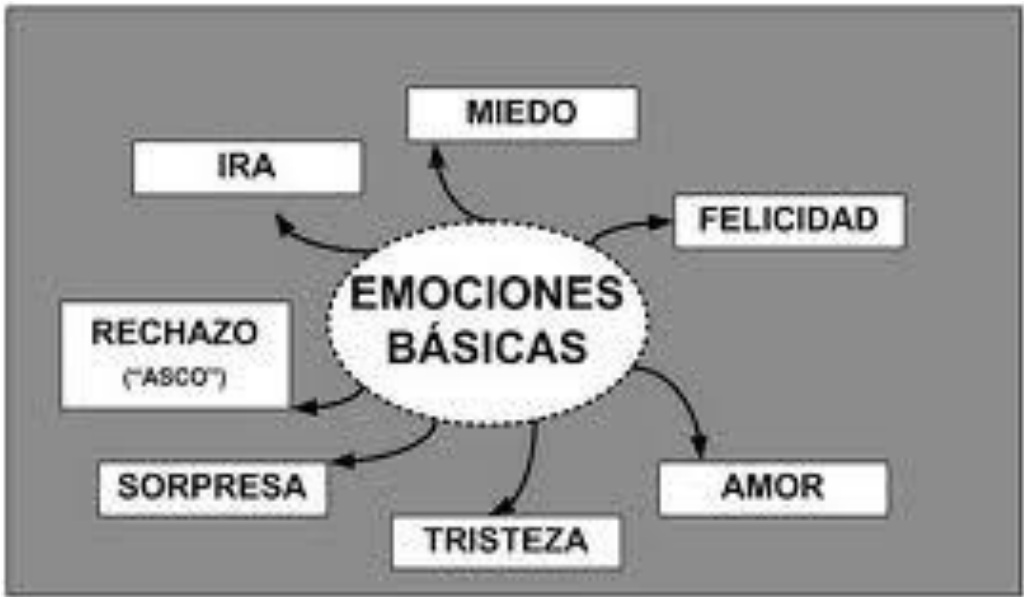 MIEDO
IRA
FELICIDAD
EMOCIONES
BÁSICAS
RECHAZO
("ASCO")
SORPRESA
AMOR
TRISTEZA